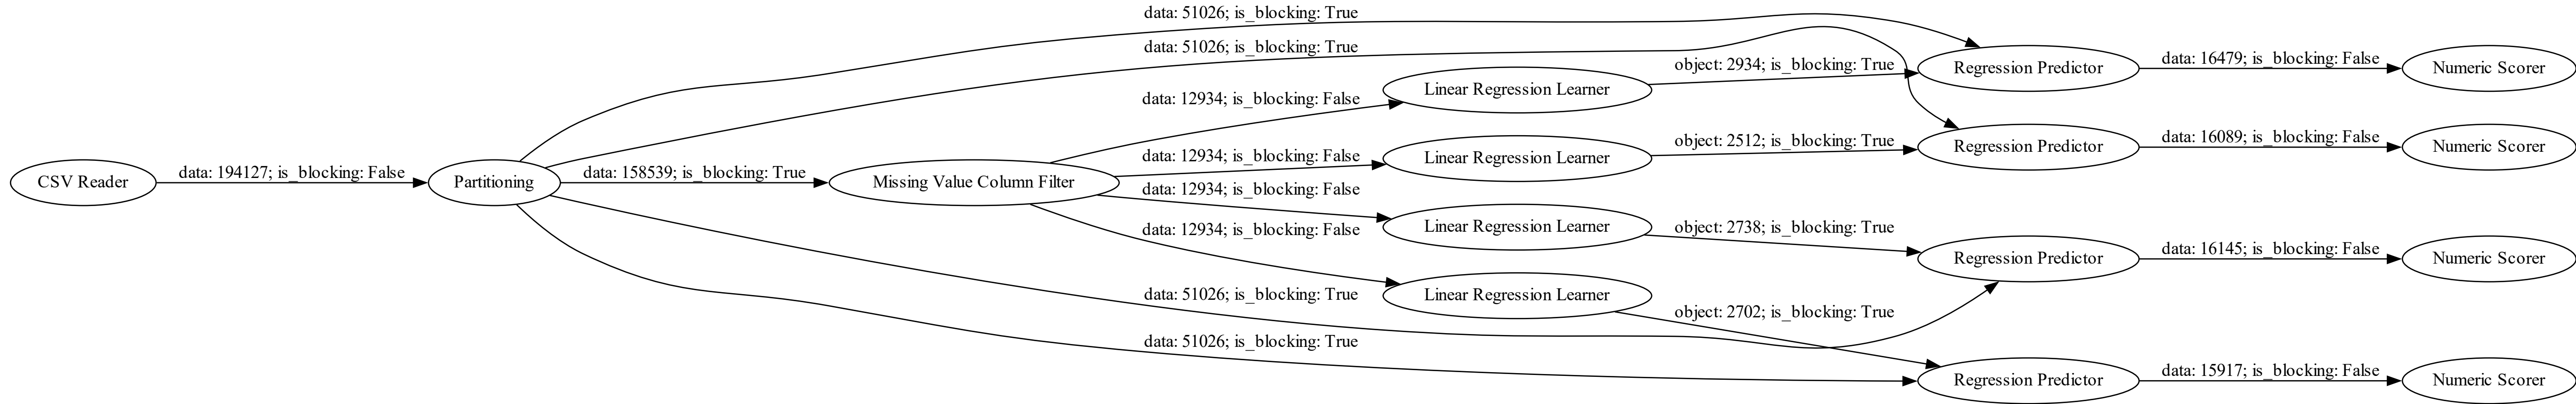 data: 51026; is_blocking: True
data: 51026; is_blocking: True
object: 2934; is_blocking: True
Regression Predictor
data: 16479; is_blocking: False
Numeric Scorer
data: 12934; is_blocking: False
Linear Regression Learner
data: 12934; is_blocking: False
Linear Regression Learner
object: 2512; is_blocking: True
Regression Predictor
data: 16089; is_blocking: False
Numeric Scorer
CSV Reader
data: 194127; is_blocking: False
Partitioning
data: 158539; is_blocking: True
Missing Value Column Filter
data: 12934; is_blocking: False
Linear Regression Learner
object: 2738; is_blocking: True
data: 12934; is_blocking: False
Regression Predictor
data: 16145; is_blocking: False
Numeric Scorer
data: 51026; is_blocking: True
Linear Regression Learner
object: 2702; is_blocking: True
data: 51026; is_blocking: True
Regression Predictor
data: 15917; is_blocking: False
Numeric Scorer